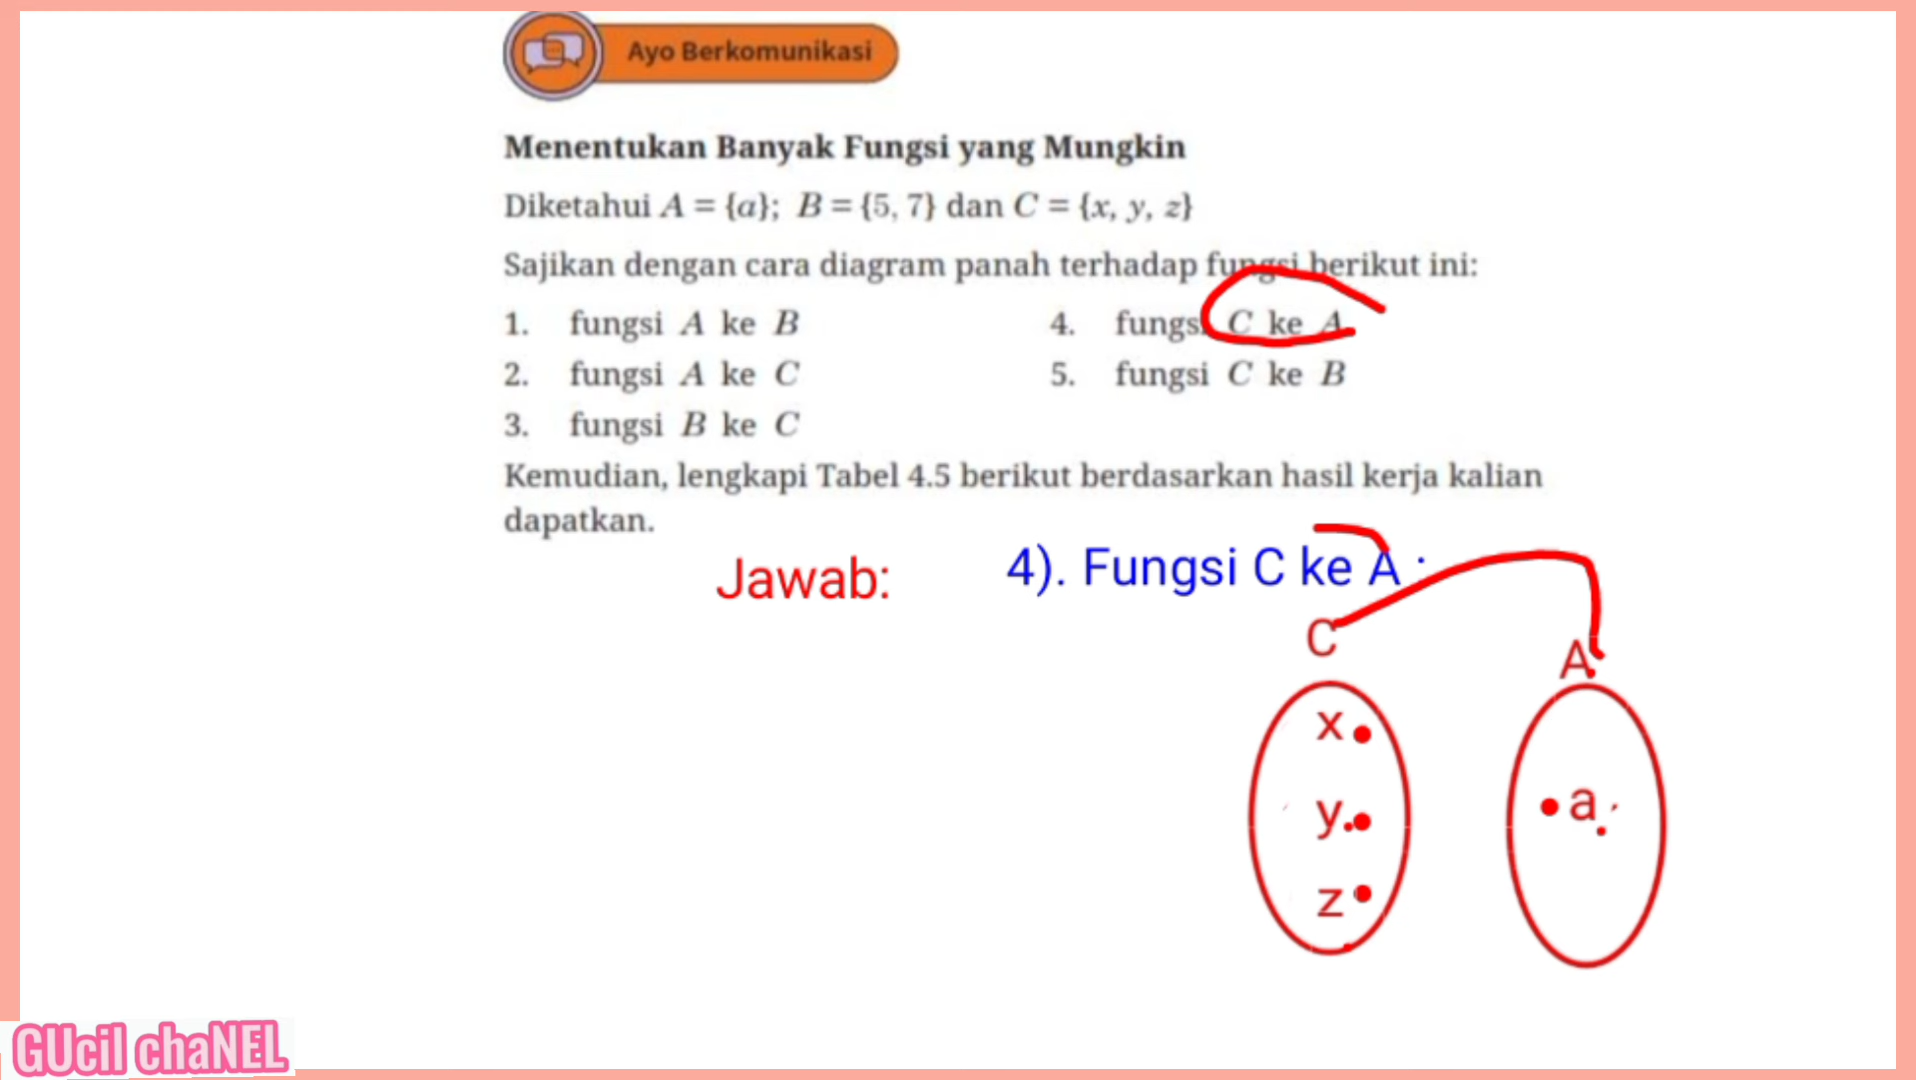 Ayo Berkomunikasi
Menentukan Banyak Fungsi yang Mungkin
Diketahui A = {a}; B = {5, 7} dan C = {x, y, z}
Sajikan dengan cara diagram panah terhadap fungsi berikut ini:
1. fungsi A ke B
2. fungsi A ke C
3. fungsi B ke C
4. fungsi C ke A
5. fungsi C ke B
Kemudian, lengkapi Tabel 4.5 berikut berdasarkan hasil kerja kalian
dapatkan.
Jawab:
4). Fungsi C ke A :
C
A
x
y
z
a
GUcil chaNEL